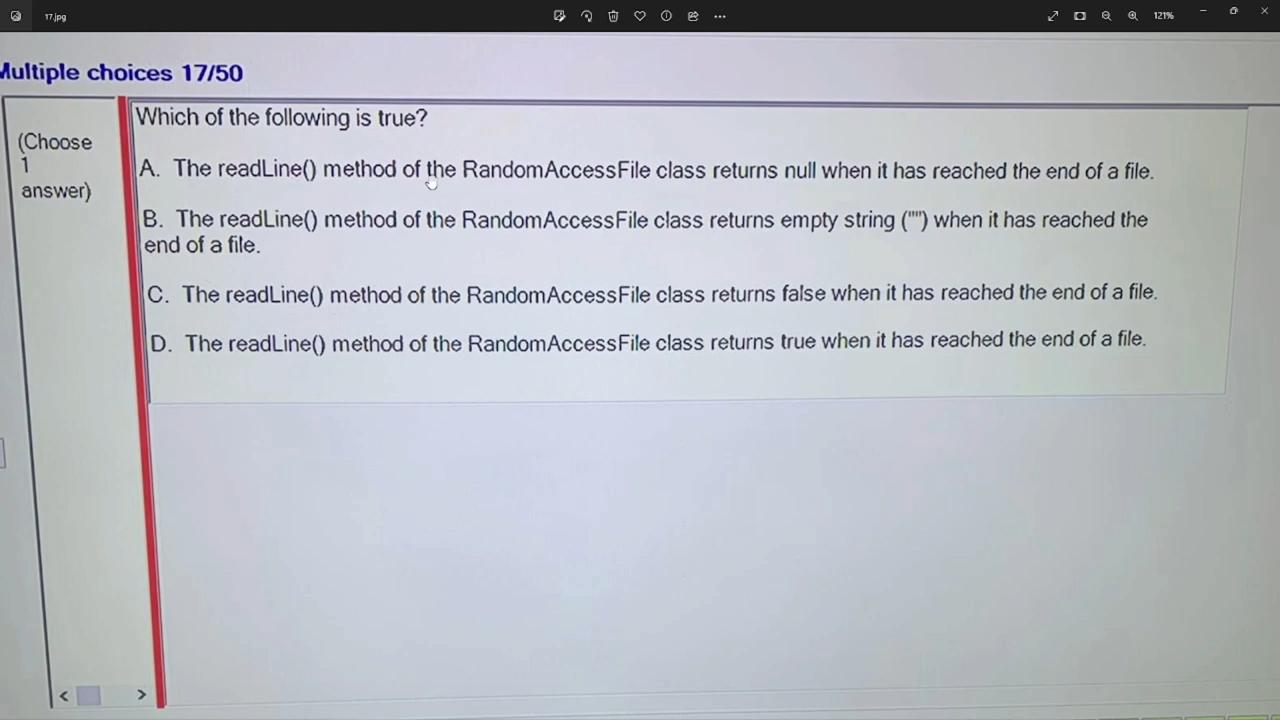 17.jpg
121%
Multiple choices 17/50
(Choose
1
answer)
Which of the following is true?
A. The readLine() method of the RandomAccessFile class returns null when it has reached the end of a file.
B. The readLine() method of the RandomAccessFile class returns empty string ("") when it has reached the
end of a file.
C. The readLine() method of the RandomAccessFile class returns false when it has reached the end of a file.
D. The readLine() method of the RandomAccessFile class returns true when it has reached the end of a file.